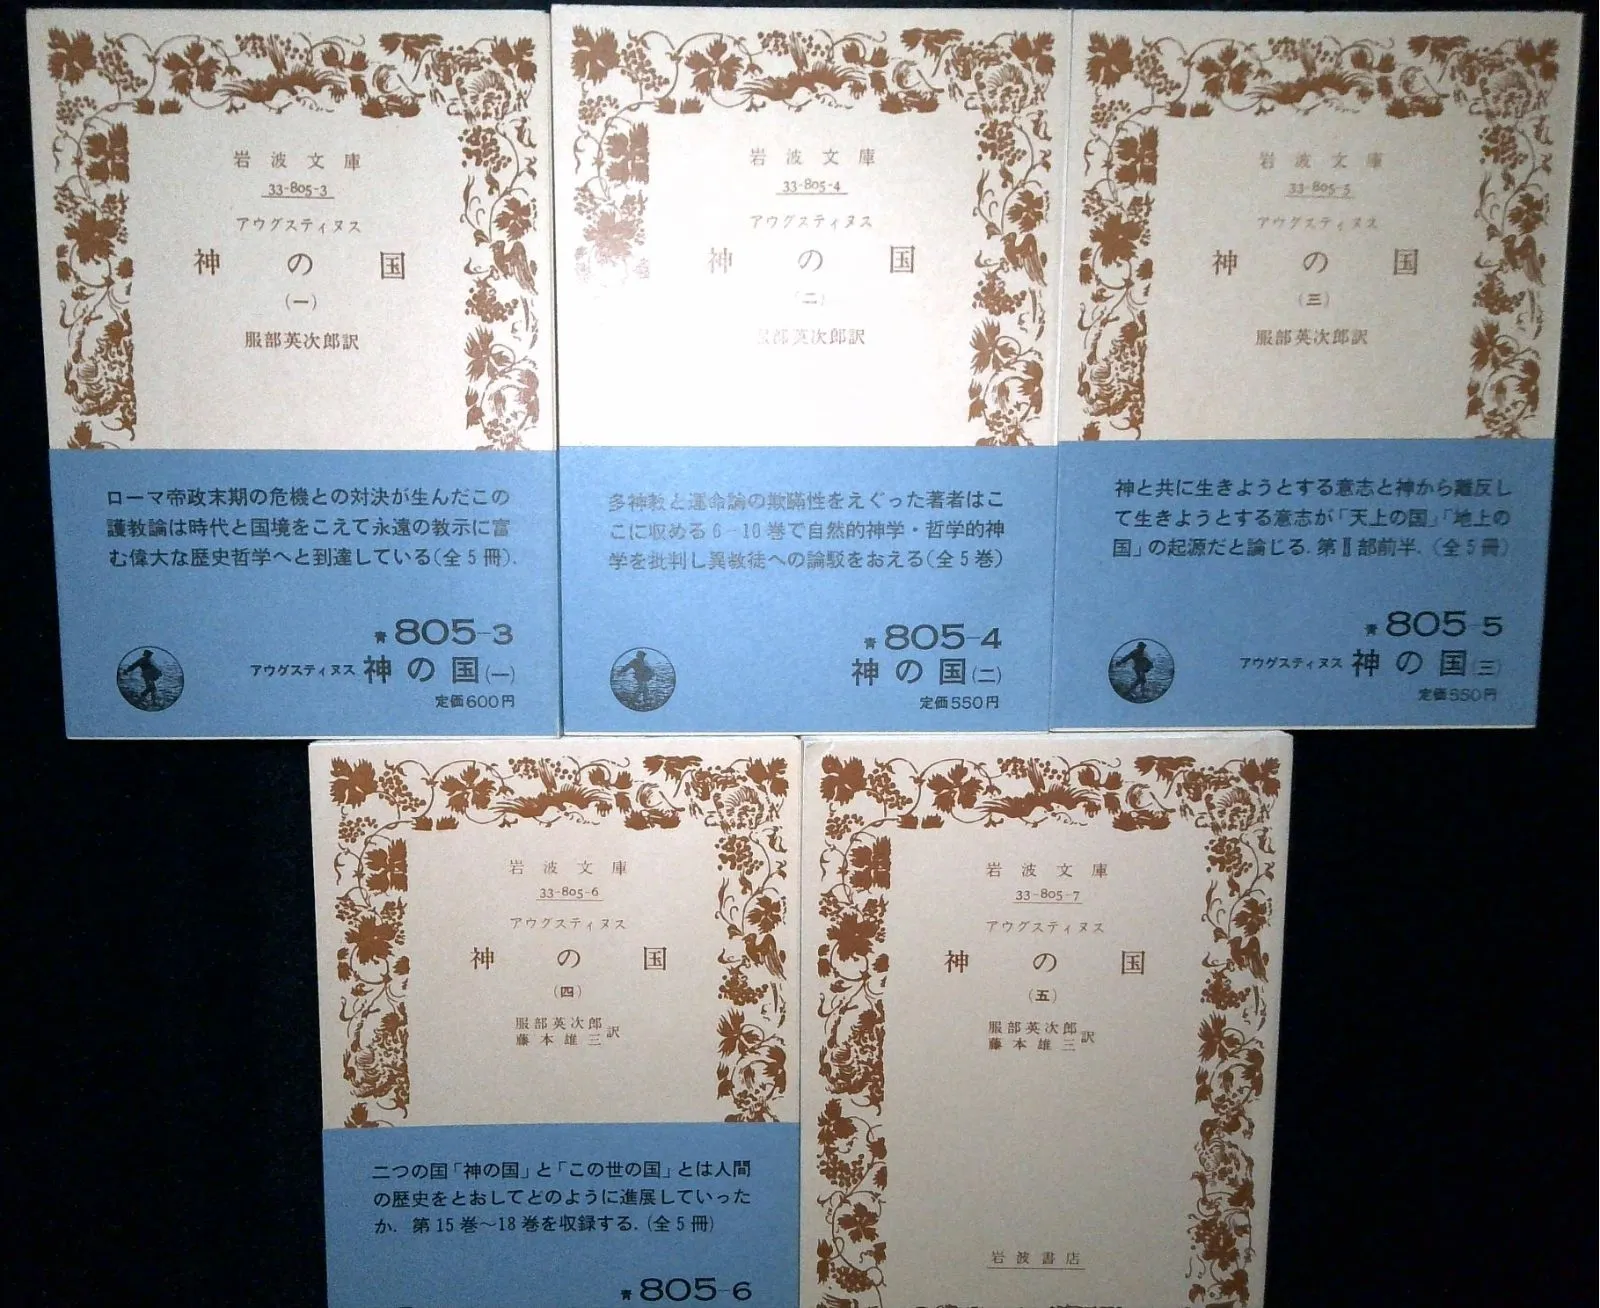 岩波文庫
33-805-3
アウグスティヌス
神の国
(一)
服部英次郎訳
ローマ帝政末期の危機との対決が生んだこの
護教論は時代と国境をこえて永遠の教示に富
む偉大な歴史哲学へと到達している(全5冊).
青 805-3
アウグスティヌス 神の国(一)
定価600円
岩波文庫
33-805-4
アウグスティヌス
神の国
(二)
服部英次郎訳
多神教と運命論の欺瞞性をえぐった著者はこ
こに収める6-10巻で自然的神学・哲学的神
学を批判し異教徒への論駁をおえる(全5巻)
青 805-4
神の国(二)
定価550円
岩波文庫
33-805-5
アウグスティヌス
神の国
(三)
服部英次郎訳
神と共に生きようとする意志と神から離反し
て生きようとする意志が「天上の国」「地上の
国」の起源だと論じる.第Ⅱ部前半.(全5冊)
青 805-5
アウグスティヌス 神の国(三)
定価550円
岩波文庫
33-805-6
アウグスティヌス
神の国
(四)
服部英次郎
藤本雄三訳
二つの国「神の国」と「この世の国」とは人間
の歴史をとおしてどのように進展していった
か.第15巻〜18巻を収録する.(全5冊)
青 805-6
岩波文庫
33-805-7
アウグスティヌス
神の国
(五)
服部英次郎
藤本雄三訳
岩波書店